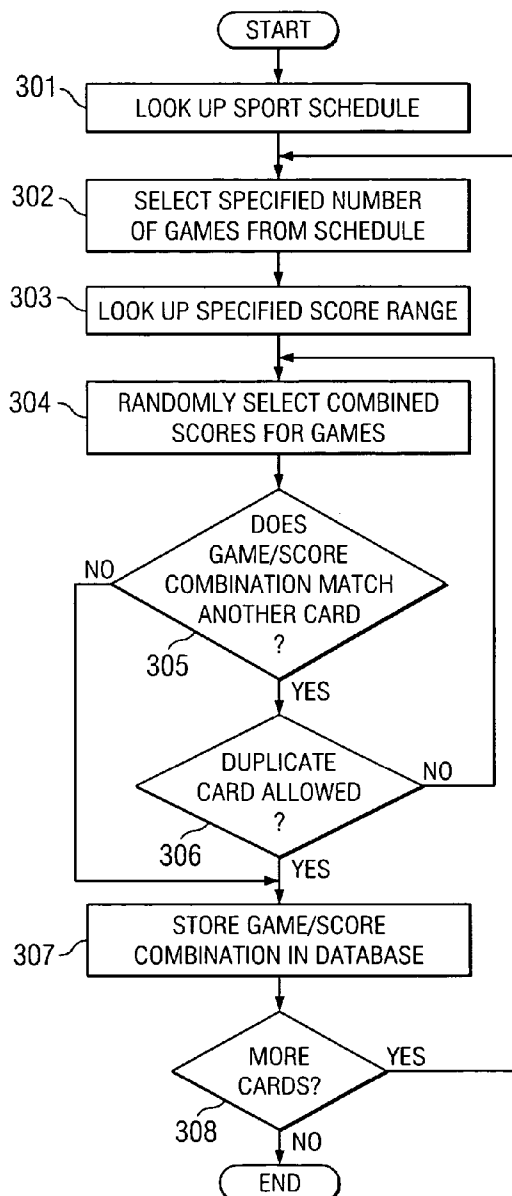 START
301
LOOK UP SPORT SCHEDULE
302
SELECT SPECIFIED NUMBER
OF GAMES FROM SCHEDULE
303
LOOK UP SPECIFIED SCORE RANGE
304
RANDOMLY SELECT COMBINED
SCORES FOR GAMES
DOES
GAME/SCORE
COMBINATION MATCH
ANOTHER CARD
?
NO
305
YES
DUPLICATE
CARD ALLOWED
?
NO
306
YES
307
STORE GAME/SCORE
COMBINATION IN DATABASE
MORE
CARDS?
YES
308
NO
END